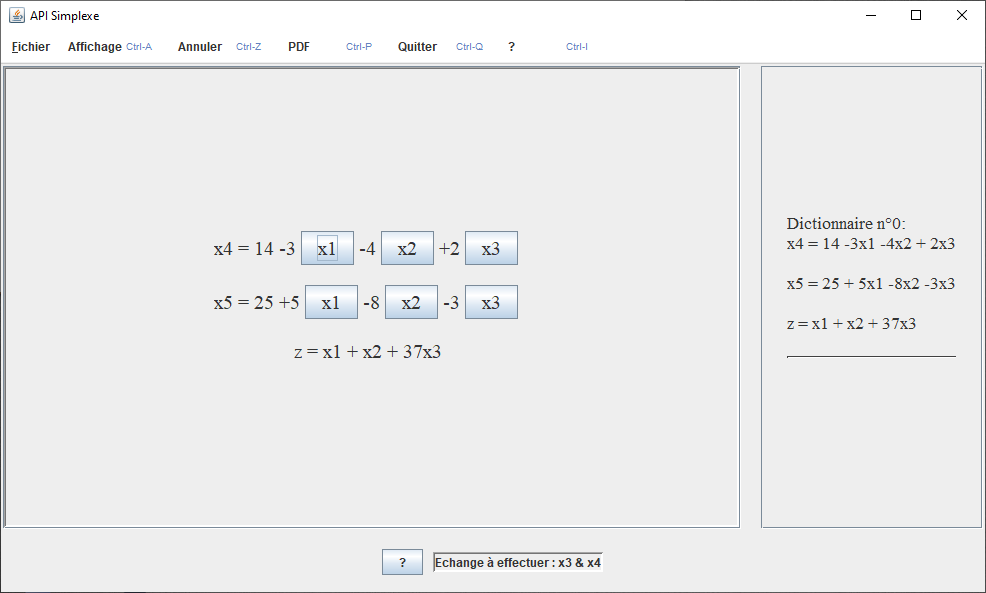 API Simplexe
Fichier Affichage Ctrl-A Annuler Ctrl-Z PDF Ctrl-P Quitter Ctrl-Q ? Ctrl-I
x4 = 14 -3 x1 -4 x2 +2 x3
x5 = 25 +5 x1 -8 x2 -3 x3
z = x1 + x2 + 37x3
Dictionnaire n°0:
x4 = 14 -3x1 -4x2 + 2x3
x5 = 25 + 5x1 -8x2 -3x3
z = x1 + x2 + 37x3
? Echange à effectuer : x3 & x4